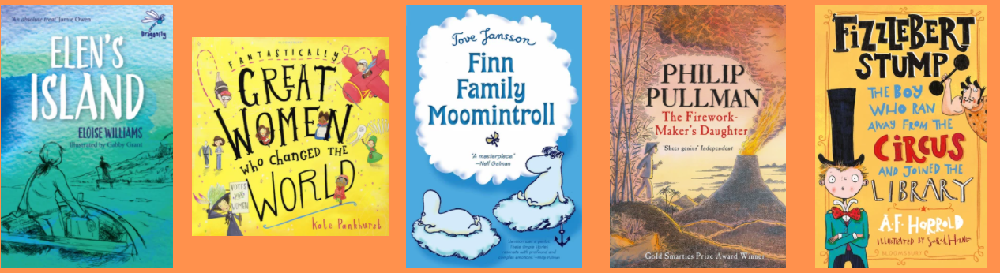 'An absolute treat' Jamie Owen
Dragonfly
ELEN'S
ISLAND
ELOISE WILLIAMS
Illustrated by Gabby Grant
FANTASTICALLY
GREAT
WOMEN
who changed THE
WORLD
VOTES
FOR
WOMEN
Kate Pankhurst
Tove Jansson
Finn
Family
Moomintroll
"A masterpiece."
—Neil Gaiman
PHILIP
PULLMAN
The Firework-
Maker's Daughter
'Sheer genius' Independent
Gold Smarties Prize Award Winner
FIZZLEBERT
STUMP
THE BOY
WHO RAN
AWAY FROM THE
CIRCUS
AND JOINED THE
LIBRARY
A.F. HARROLD
ILLUSTRATED BY Sarah Horne
BLOOMSBURY